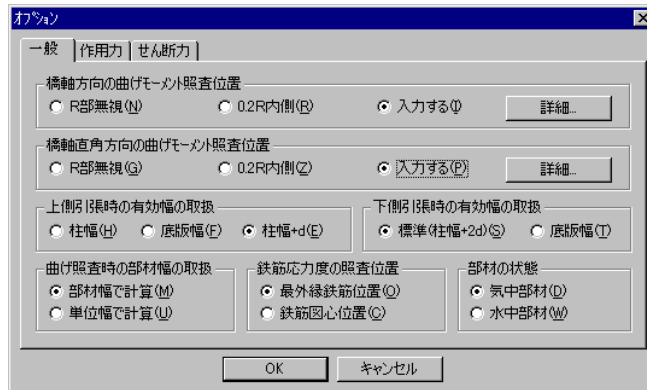 オプション
一般 作用力 せん断力
橋軸方向の曲げモーメント照査位置
R部無視(N) 0.2R内側(R) 入力する(I) 詳細...
橋軸直角方向の曲げモーメント照査位置
R部無視(G) 0.2R内側(Z) 入力する(P) 詳細...
上側引張時の有効幅の取扱 下側引張時の有効幅の取扱
柱幅(H) 底版幅(F) 柱幅+d(E) 標準(柱幅+2d)(S) 底版幅(T)
曲げ照査時の部材幅の取扱 鉄筋応力度の照査位置 部材の状態
部材幅で計算(M) 最外縁鉄筋位置(O) 気中部材(D)
単位幅で計算(U) 鉄筋図心位置(C) 水中部材(W)
OK キャンセル